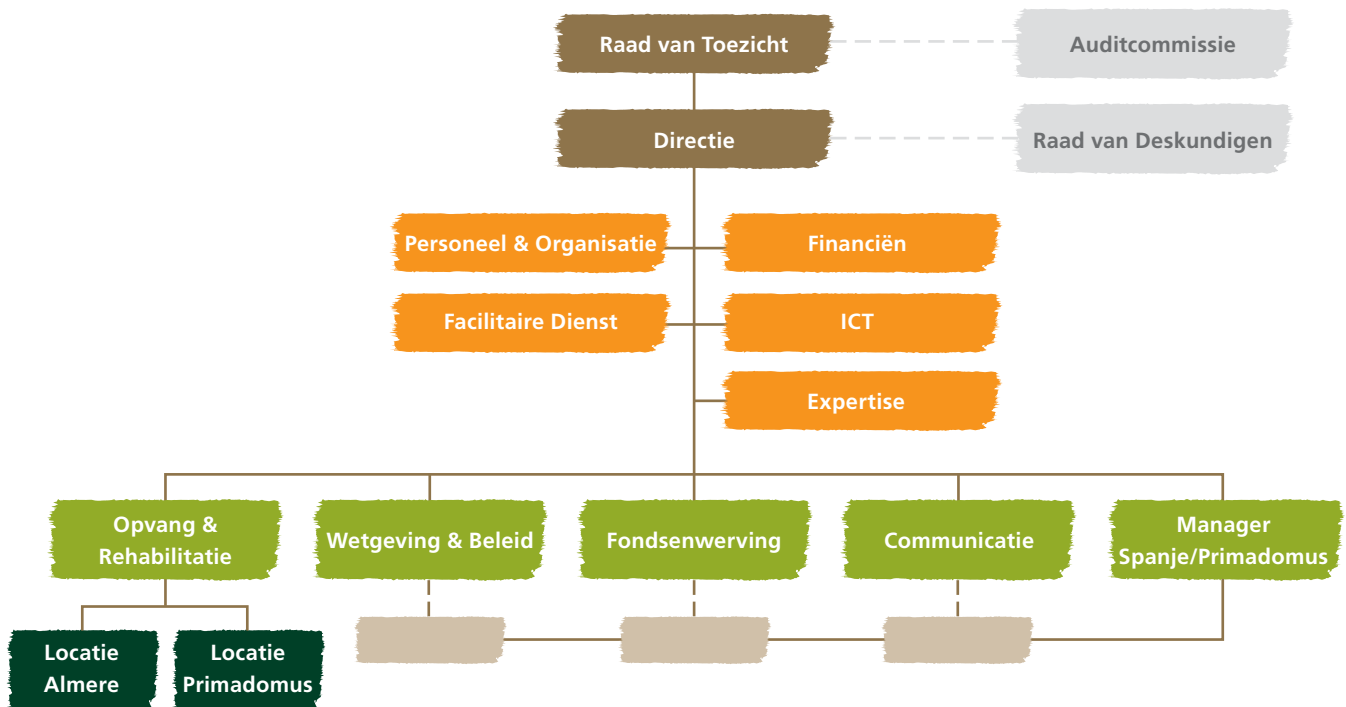 Raad van Toezicht
Auditcommissie
Directie
Raad van Deskundigen
Personeel & Organisatie
Financiën
Facilitaire Dienst
ICT
Expertise
Opvang &
Rehabilitatie
Wetgeving & Beleid
Fondsenwerving
Communicatie
Manager
Spanje/Primadomus
Locatie
Almere
Locatie
Primadomus